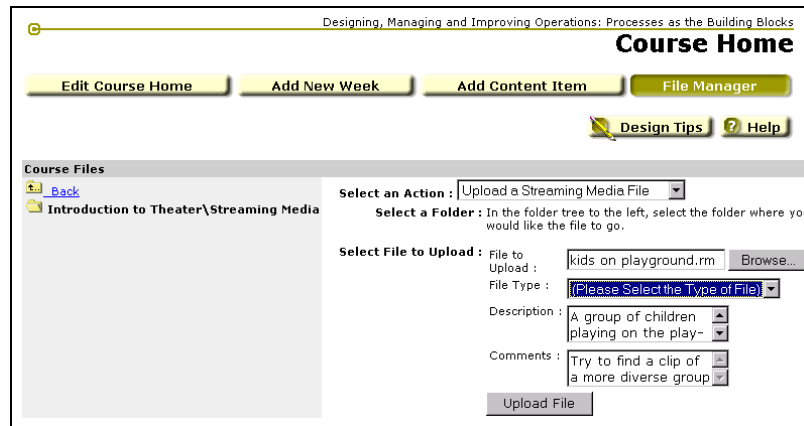 Designing, Managing and Improving Operations: Processes as the Building Blocks
Course Home
Edit Course Home Add New Week Add Content Item File Manager
Design Tips Help
Course Files
Back
Introduction to Theater\Streaming Media
Select an Action : Upload a Streaming Media File
Select a Folder : In the folder tree to the left, select the folder where yo
would like the file to go.
Select File to Upload : File to
Upload :
kids on playground.rm Browse...
File Type : (Please Select the Type of File)
Description : A group of children
playing on the play-
Comments : Try to find a clip of
a more diverse group
Upload File